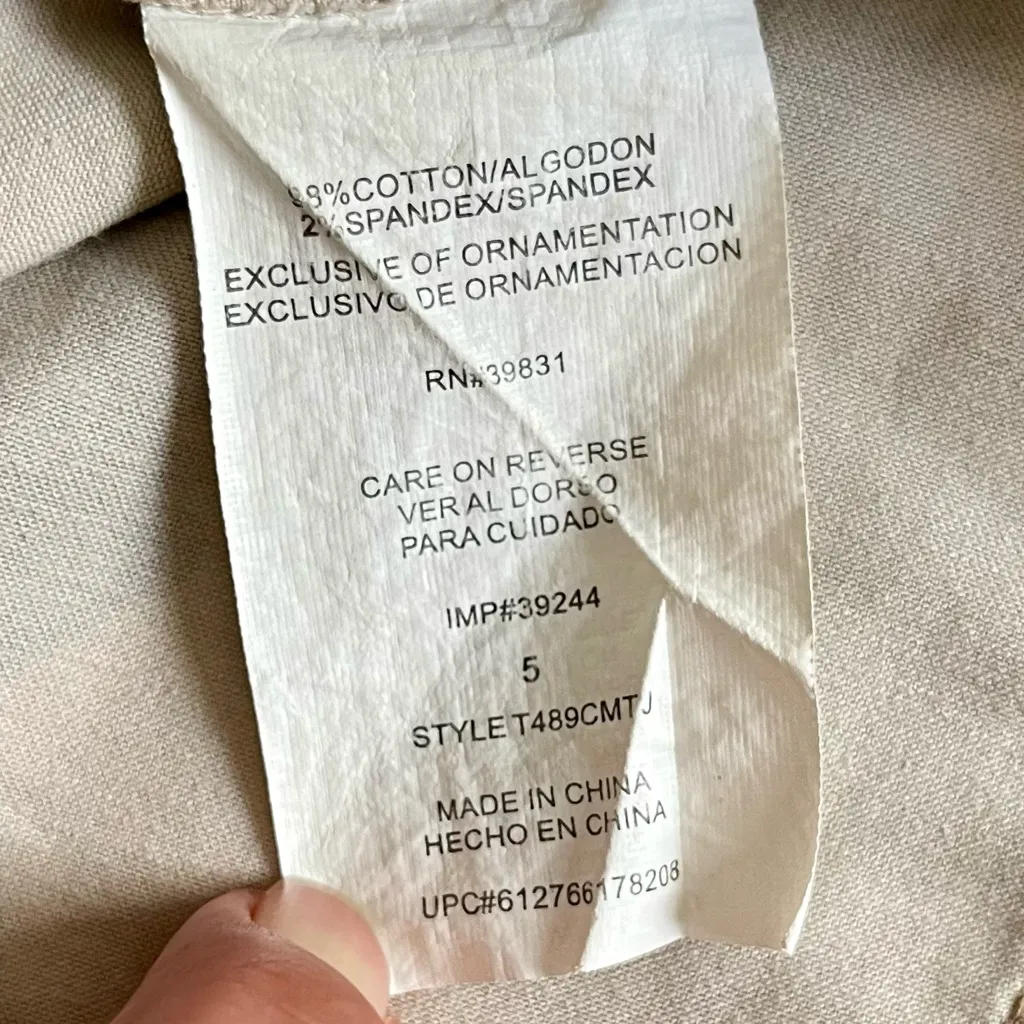 98%COTTON/ALGODON
2%SPANDEX/SPANDEX
EXCLUSIVE OF ORNAMENTATION
EXCLUSIVO DE ORNAMENTACION
RN#39831
CARE ON REVERSE
VER AL DORSO
PARA CUIDADO
IMP#39244
5
STYLE T489CMTJ
MADE IN CHINA
HECHO EN CHINA
UPC#612766178208